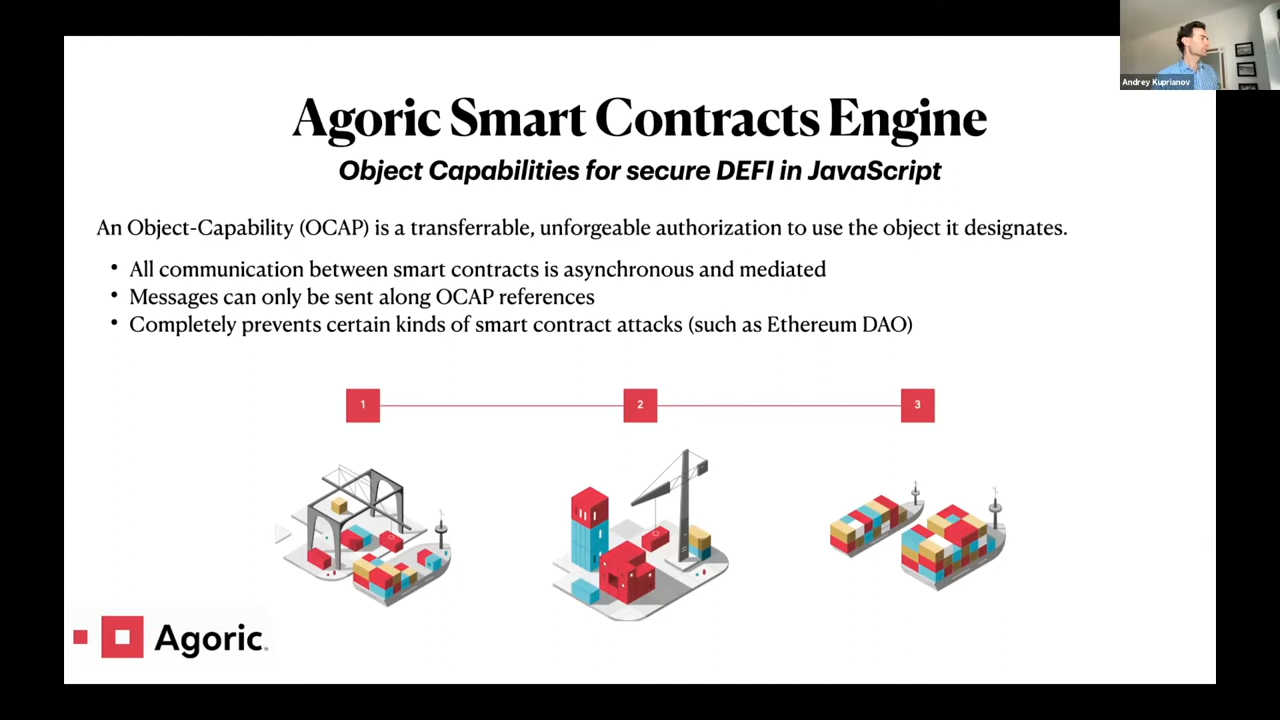 Andrey Kuprianov
Agoric Smart Contracts Engine
Object Capabilities for secure DEFI in JavaScript
An Object-Capability (OCAP) is a transferrable, unforgeable authorization to use the object it designates.
• All communication between smart contracts is asynchronous and mediated
• Messages can only be sent along OCAP references
• Completely prevents certain kinds of smart contract attacks (such as Ethereum DAO)
1 2 3
Agoric